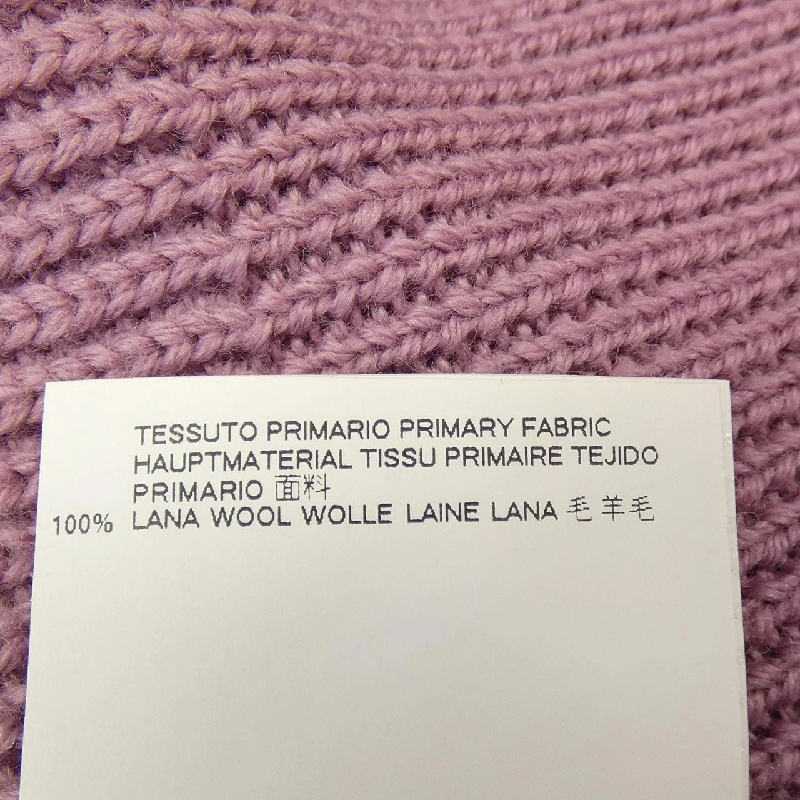 TESSUTO PRIMARIO PRIMARY FABRIC
HAUPTMATERIAL TISSU PRIMAIRE TEJIDO
PRIMARIO 面料
100% LANA WOOL WOLLE LAINE LANA 毛 羊毛